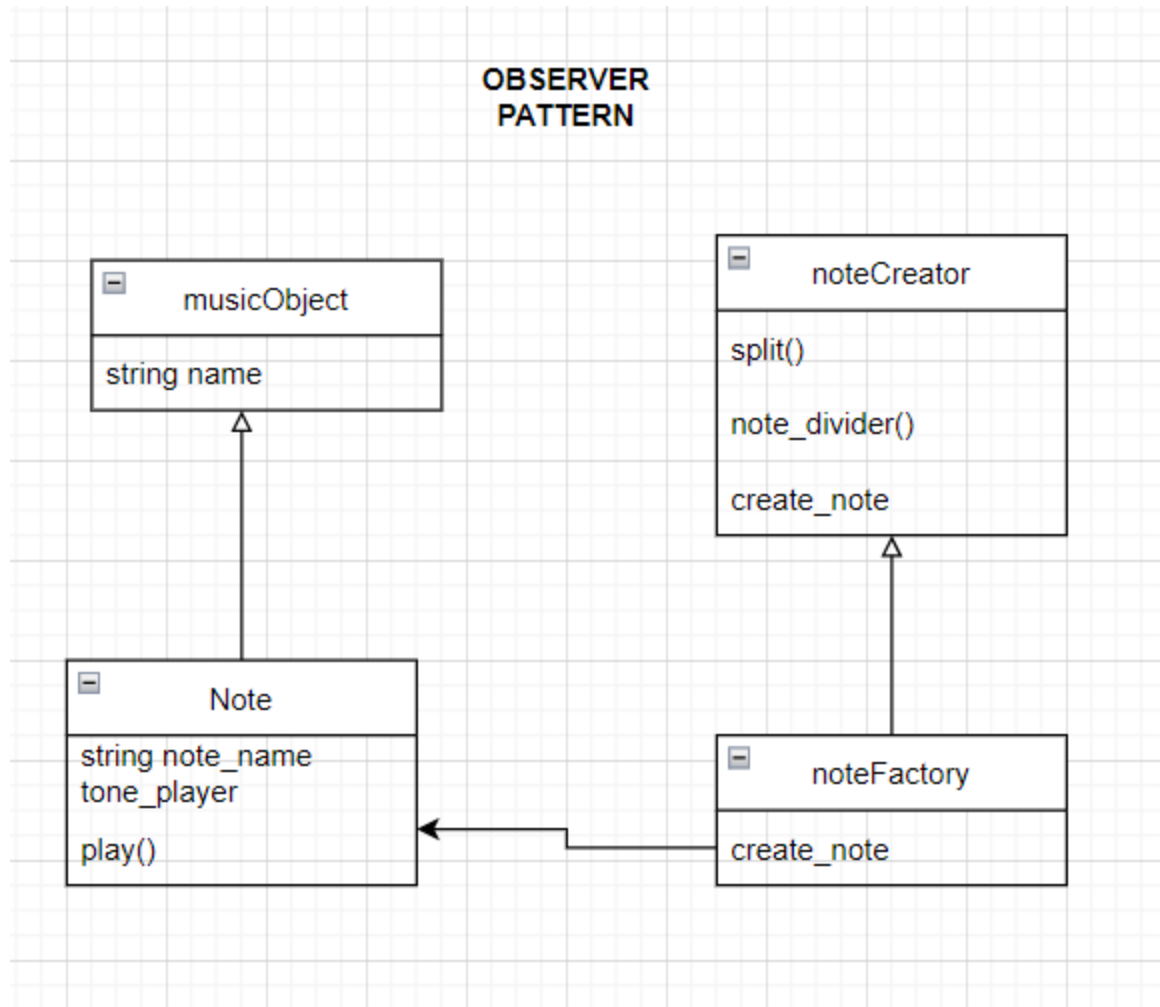 OBSERVER
PATTERN
musicObject
string name
noteCreator
split()
note_divider()
create_note
Note
string note_name
tone_player
play()
noteFactory
create_note